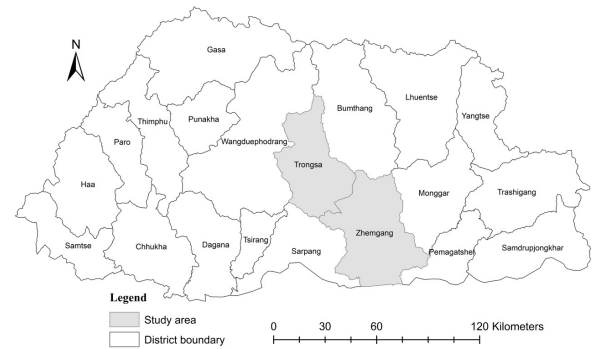 N
Gasa
Lhuentse
Bumthang
Yangtse
Punakha
Thimphu
Paro
Wangduephodrang
Trongsa
Haa
Monggar
Trashigang
Zhemgang
Samtse
Chhukha
Dagana
Tsirang
Sarpang
Pemagatshel
Samdrupjongkhar
Legend
Study area
District boundary
0 30 60 120 Kilometers